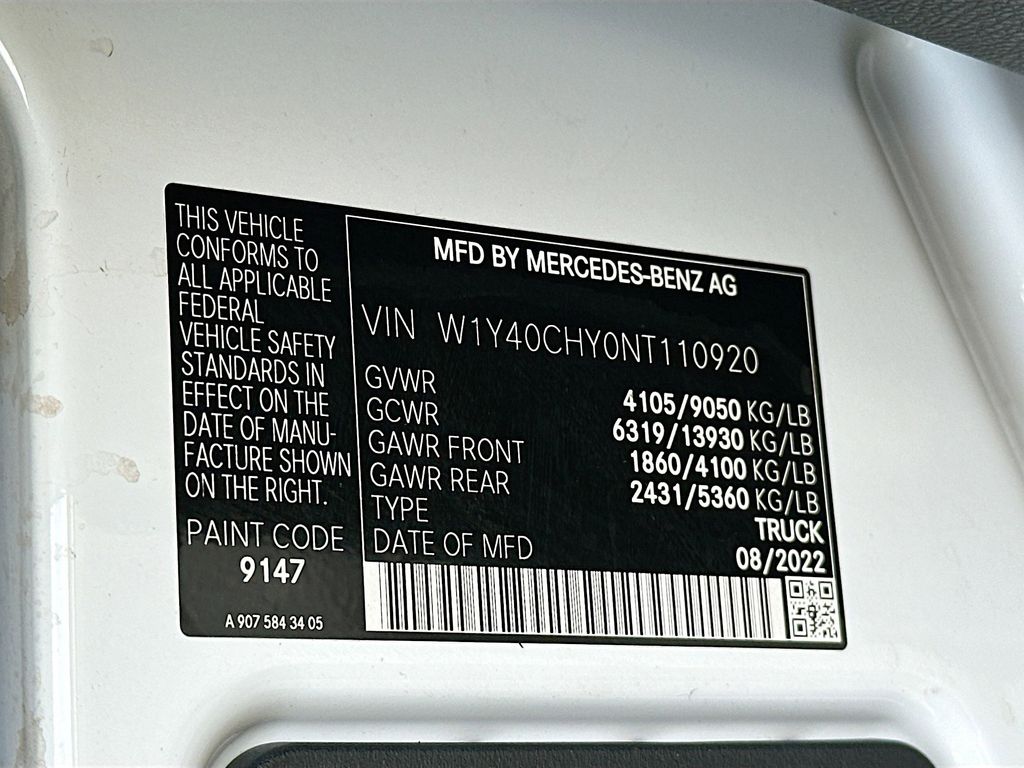 THIS VEHICLE
CONFORMS TO
ALL APPLICABLE
FEDERAL
VEHICLE SAFETY
STANDARDS IN
EFFECT ON THE
DATE OF MANU-
FACTURE SHOWN
ON THE RIGHT.
PAINT CODE
9147
A 907 584 34 05
MFD BY MERCEDES-BENZ AG
VIN W1Y40CHY0NT110920
GVWR 4105/9050 KG/LB
GCWR 6319/13930 KG/LB
GAWR FRONT 1860/4100 KG/LB
GAWR REAR 2431/5360 KG/LB
TYPE TRUCK
DATE OF MFD 08/2022